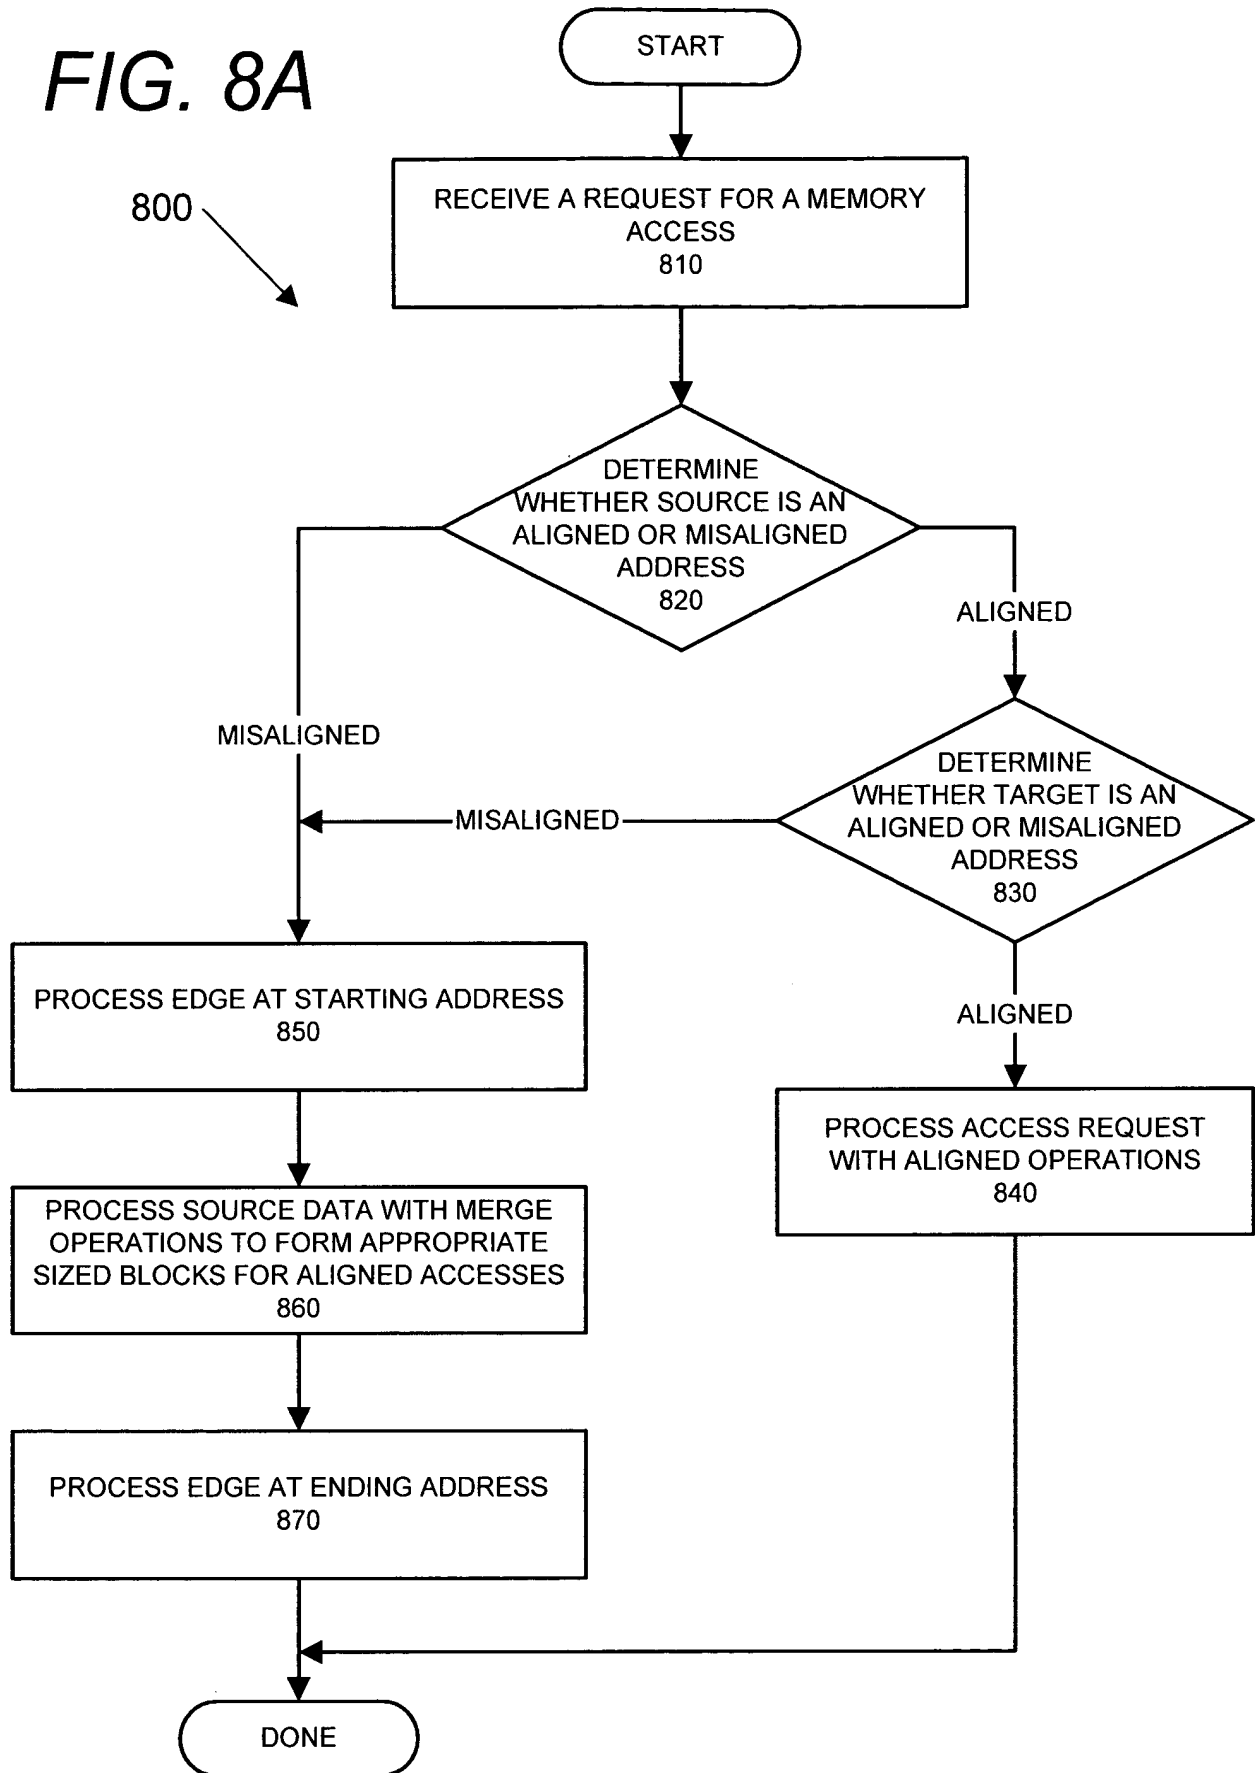 FIG. 8A
START
800
RECEIVE A REQUEST FOR A MEMORY
ACCESS
810
DETERMINE
WHETHER SOURCE IS AN
ALIGNED OR MISALIGNED
ADDRESS
820
ALIGNED
MISALIGNED
DETERMINE
WHETHER TARGET IS AN
ALIGNED OR MISALIGNED
ADDRESS
830
MISALIGNED
ALIGNED
PROCESS EDGE AT STARTING ADDRESS
850
PROCESS ACCESS REQUEST
WITH ALIGNED OPERATIONS
840
PROCESS SOURCE DATA WITH MERGE
OPERATIONS TO FORM APPROPRIATE
SIZED BLOCKS FOR ALIGNED ACCESSES
860
PROCESS EDGE AT ENDING ADDRESS
870
DONE